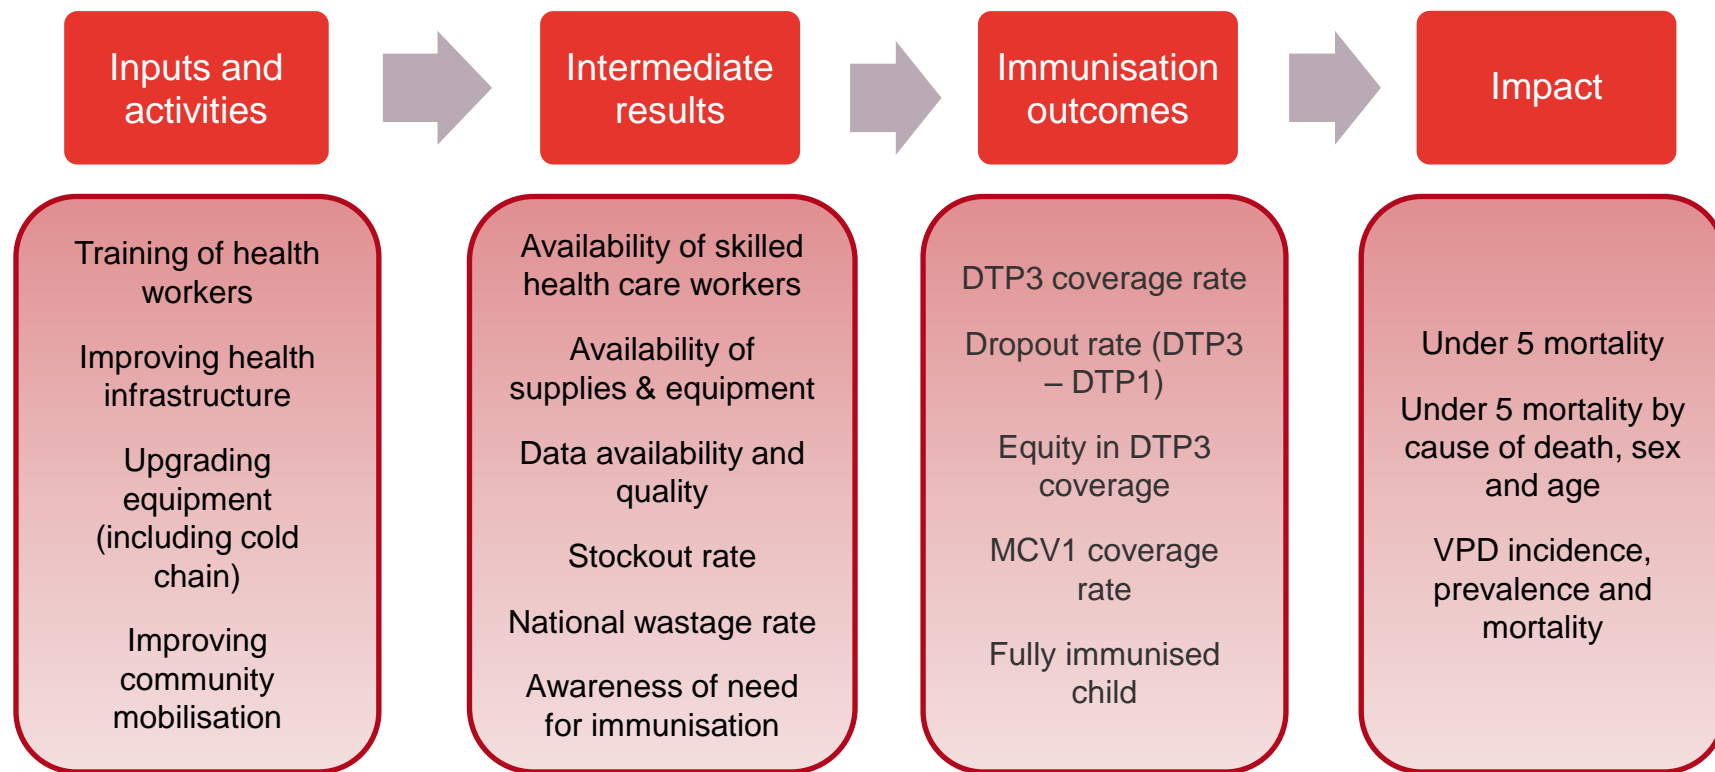 Inputs and
activities
Intermediate
results
Immunisation
outcomes
Impact
Training of health
workers
Improving health
infrastructure
Upgrading
equipment
(including cold
chain)
Improving
community
mobilisation
Availability of skilled
health care workers
Availability of
supplies & equipment
Data availability and
quality
Stockout rate
National wastage rate
Awareness of need
for immunisation
DTP3 coverage rate
Dropout rate (DTP3
– DTP1)
Equity in DTP3
coverage
MCV1 coverage
rate
Fully immunised
child
Under 5 mortality
Under 5 mortality by
cause of death, sex
and age
VPD incidence,
prevalence and
mortality